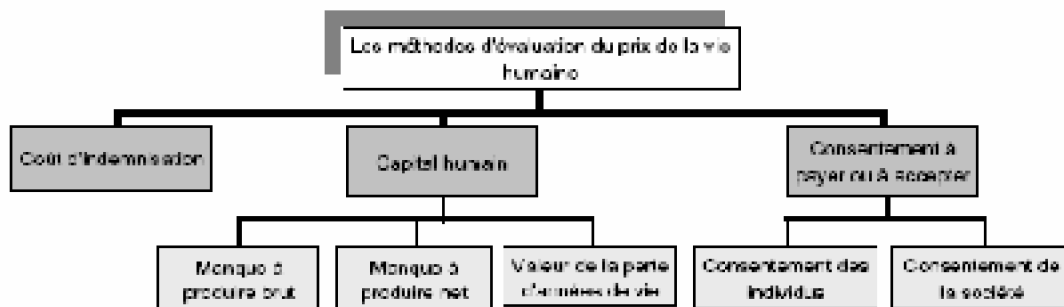 Les méthodes d'évaluation du prix de la vie
humaine
Coût d'indemnisation
Capital humain
Consentement à
payer ou à accepter
Manque à
produire brut
Manque à
produire net
Valeur de la perte
d'années de vie
Consentement des
individus
Consentement de
la société